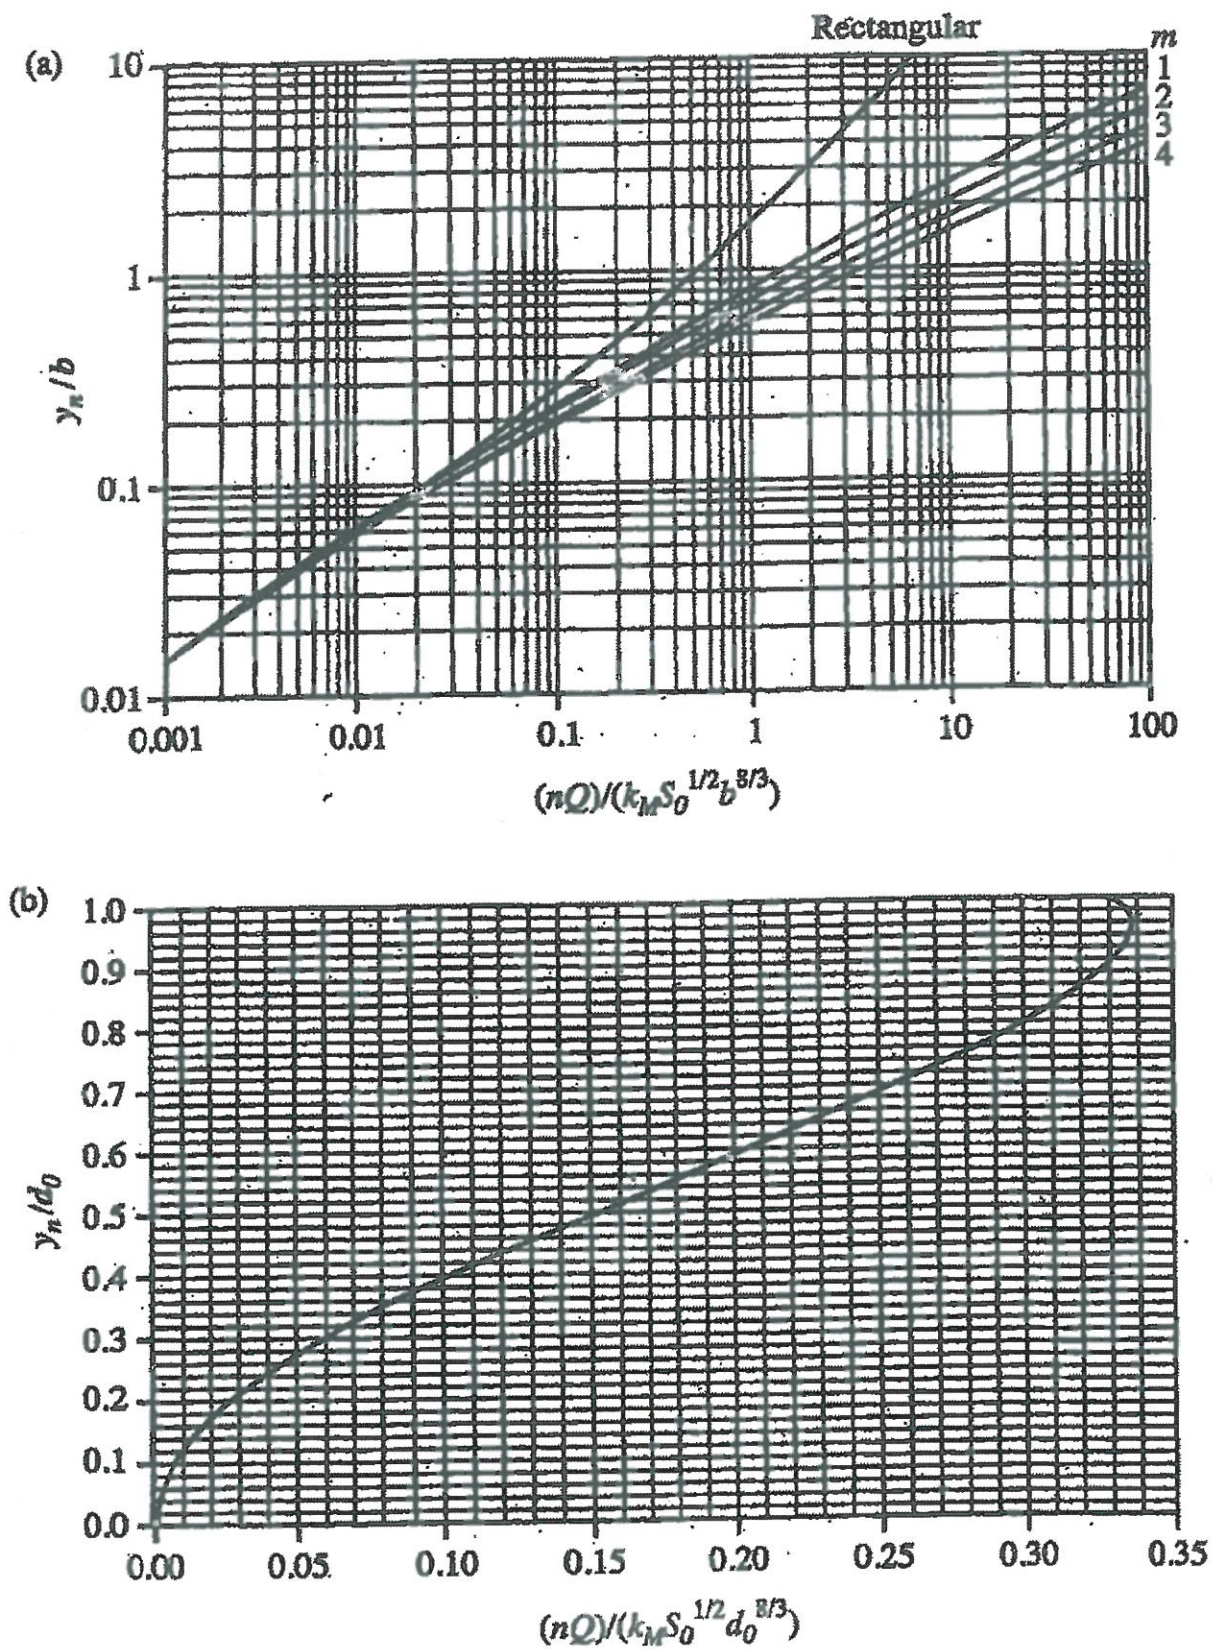 Rectangular
(a)
m
10
1
2
3
4
1
0.1
0.01
yₙ/b
0.001 0.01 0.1 1 10 100
(nQ)/(k_M S_0^{1/2} b^{8/3})
(b)
1.0
0.9
0.8
0.7
0.6
0.5
0.4
0.3
0.2
0.1
0.0
yₙ/d₀
0.00 0.05 0.10 0.15 0.20 0.25 0.30 0.35
(nQ)/(k_M S_0^{1/2} d_0^{8/3})